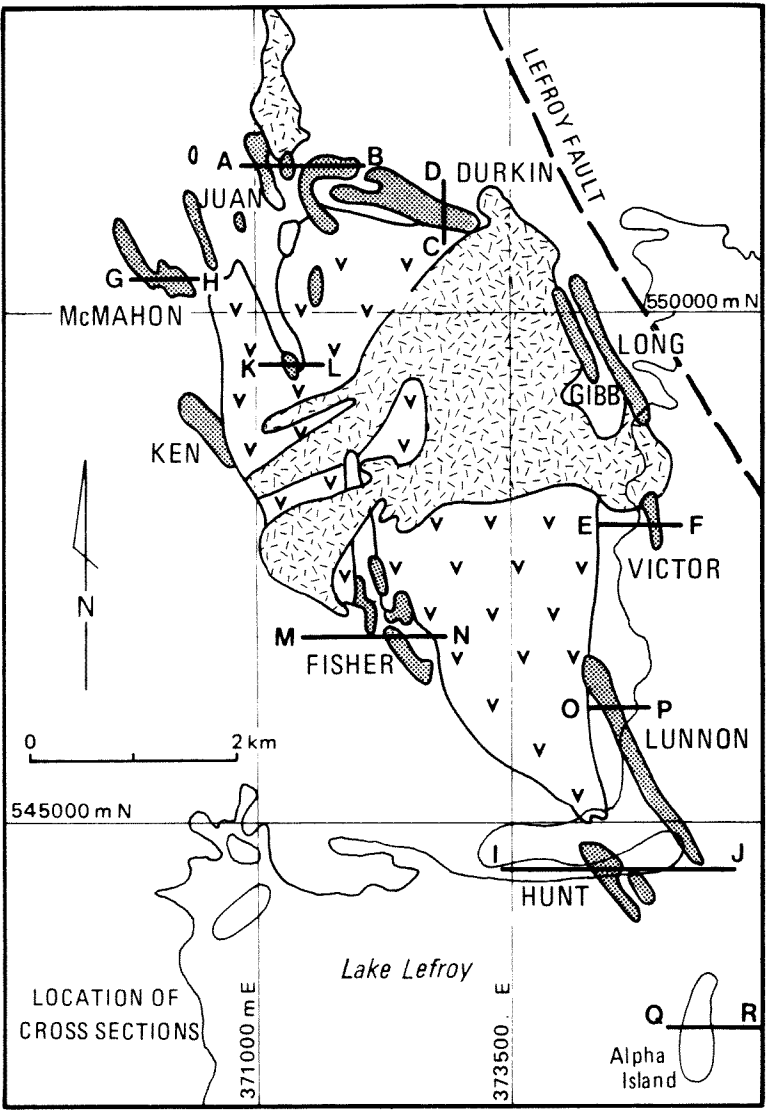 LEFROY FAULT
A B
D DURKIN
JUAN
C
G H
McMAHON
550000 m N
LONG
K L
GIBB
KEN
E F
VICTOR
N
M N
FISHER
O P
LUNNON
0 2 km
545000 m N
I J
HUNT
Lake Lefroy
LOCATION OF
CROSS SECTIONS
371000 m E
373500. E
Q R
Alpha
Island